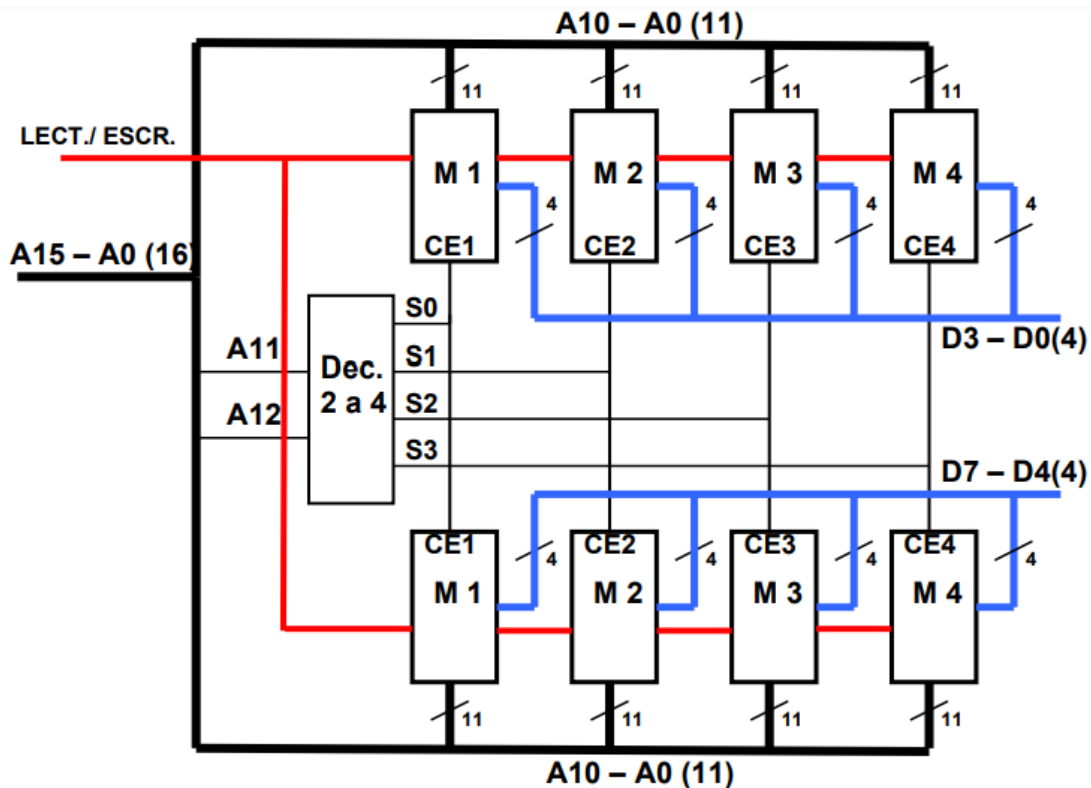 A10 – A0 (11)
11 11 11 11
LECT./ ESCR.
M 1 M 2 M 3 M 4
4 4 4 4
A15 – A0 (16)
CE1 CE2 CE3 CE4
S0
D3 – D0(4)
A11
Dec.
2 a 4
S1
A12
S2
S3
D7 – D4(4)
CE1 CE2 CE3 CE4
4 4 4 4
M 1 M 2 M 3 M 4
11 11 11 11
A10 – A0 (11)